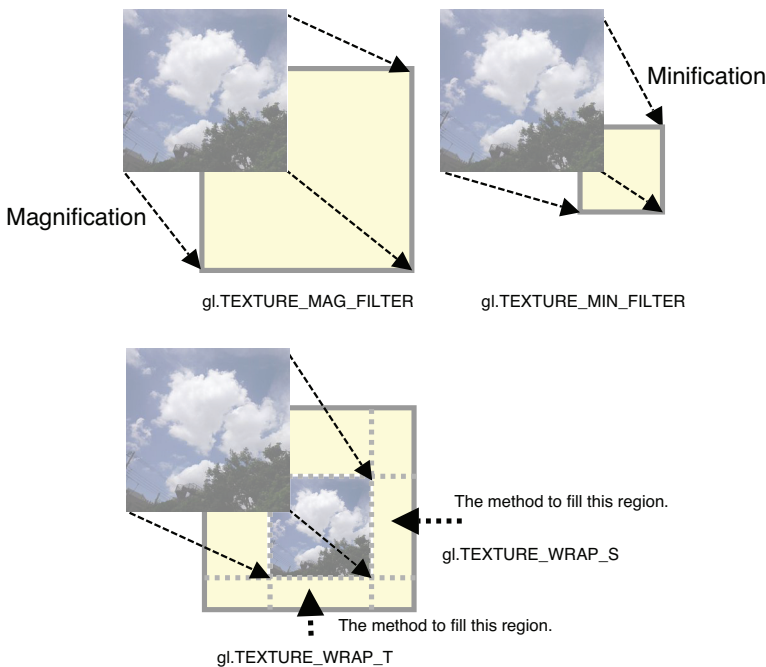 Minification
Magnification
gl.TEXTURE_MAG_FILTER
gl.TEXTURE_MIN_FILTER
The method to fill this region.
gl.TEXTURE_WRAP_S
The method to fill this region.
gl.TEXTURE_WRAP_T